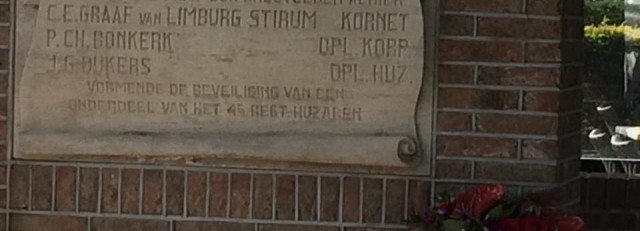 C.E. GRAAF VAN LIMBURG STIRUM KORNET
P. CH. BONKERK DPL. KORP.
J.G. DIJKERS DPL. HUZ.
VORMENDE DE BEVEILIGING VAN EEN
ONDERDEEL VAN HET 4E REGT HUZAREN